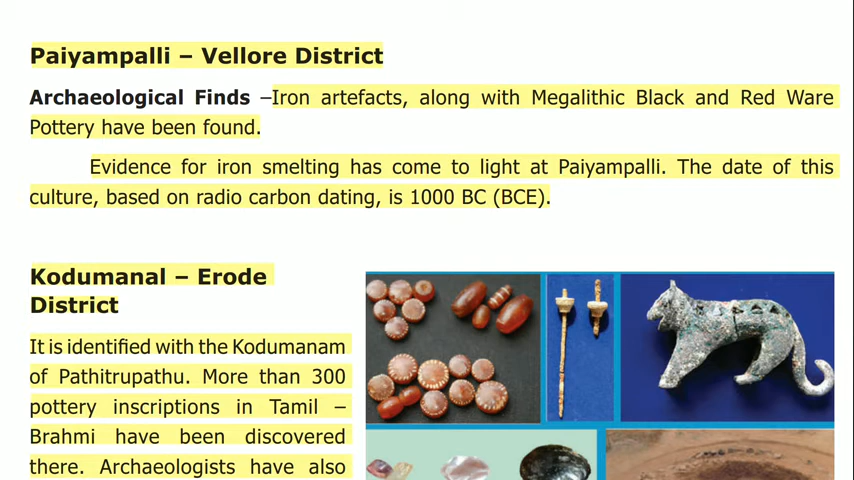 Paiyampalli – Vellore District
Archaeological Finds –Iron artefacts, along with Megalithic Black and Red Ware
Pottery have been found.
Evidence for iron smelting has come to light at Paiyampalli. The date of this
culture, based on radio carbon dating, is 1000 BC (BCE).
Kodumanal – Erode
District
It is identified with the Kodumanam
of Pathitrupathu. More than 300
pottery inscriptions in Tamil –
Brahmi have been discovered
there. Archaeologists have also